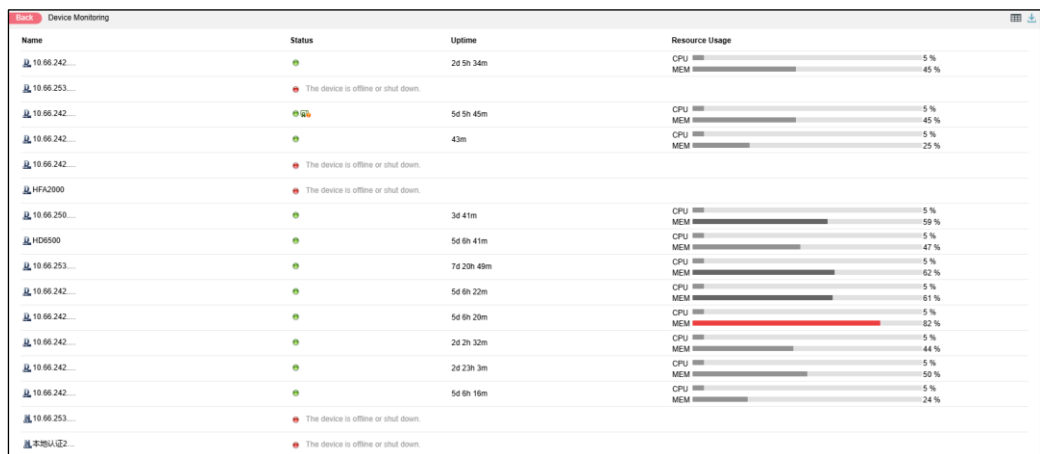 Back Device Monitoring
Name Status Uptime Resource Usage
10.66.242.... 2d 5h 34m CPU 5 %
MEM 45 %
10.66.253.... The device is offline or shut down.
10.66.242.... 5d 5h 45m CPU 5 %
MEM 45 %
10.66.242.... 43m CPU 5 %
MEM 25 %
10.66.242.... The device is offline or shut down.
HFA2000 The device is offline or shut down.
10.66.250.... 3d 41m CPU 5 %
MEM 59 %
HD6500 5d 6h 41m CPU 5 %
MEM 47 %
10.66.253.... 7d 20h 49m CPU 5 %
MEM 62 %
10.66.242.... 5d 6h 22m CPU 5 %
MEM 61 %
10.66.242.... 5d 6h 20m CPU 5 %
MEM 82 %
10.66.242.... 2d 2h 32m CPU 5 %
MEM 44 %
10.66.242.... 2d 23h 3m CPU 5 %
MEM 50 %
10.66.242.... 5d 6h 16m CPU 5 %
MEM 24 %
10.66.253.... The device is offline or shut down.
本地认证2... The device is offline or shut down.